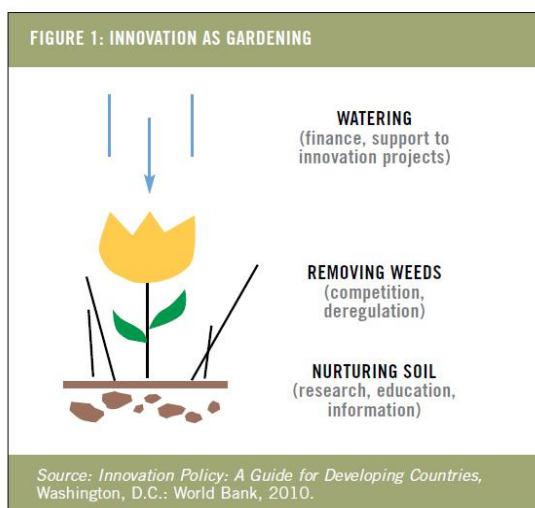 FIGURE 1: INNOVATION AS GARDENING
WATERING
(finance, support to
innovation projects)
REMOVING WEEDS
(competition,
deregulation)
NURTURING SOIL
(research, education,
information)
Source: Innovation Policy: A Guide for Developing Countries,
Washington, D.C.: World Bank, 2010.